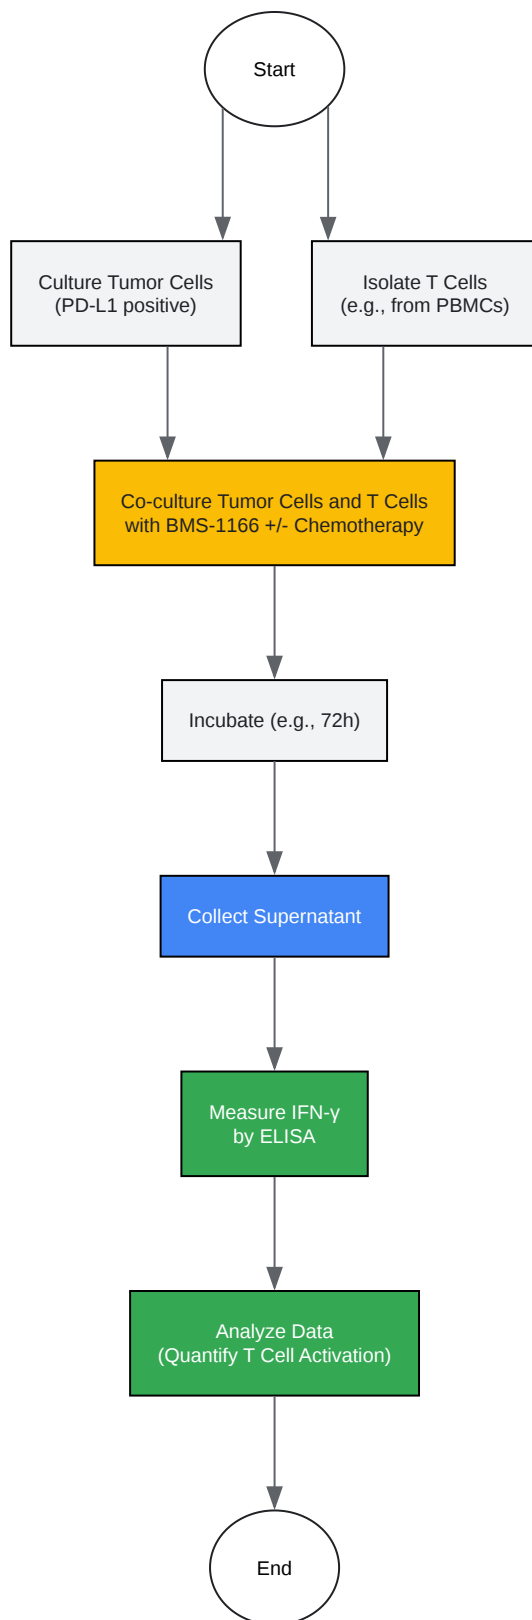 Start
Culture Tumor Cells
(PD-L1 positive)
Isolate T Cells
(e.g., from PBMCs)
Co-culture Tumor Cells and T Cells
with BMS-1166 +/- Chemotherapy
Incubate (e.g., 72h)
Collect Supernatant
Measure IFN-γ
by ELISA
Analyze Data
(Quantify T Cell Activation)
End